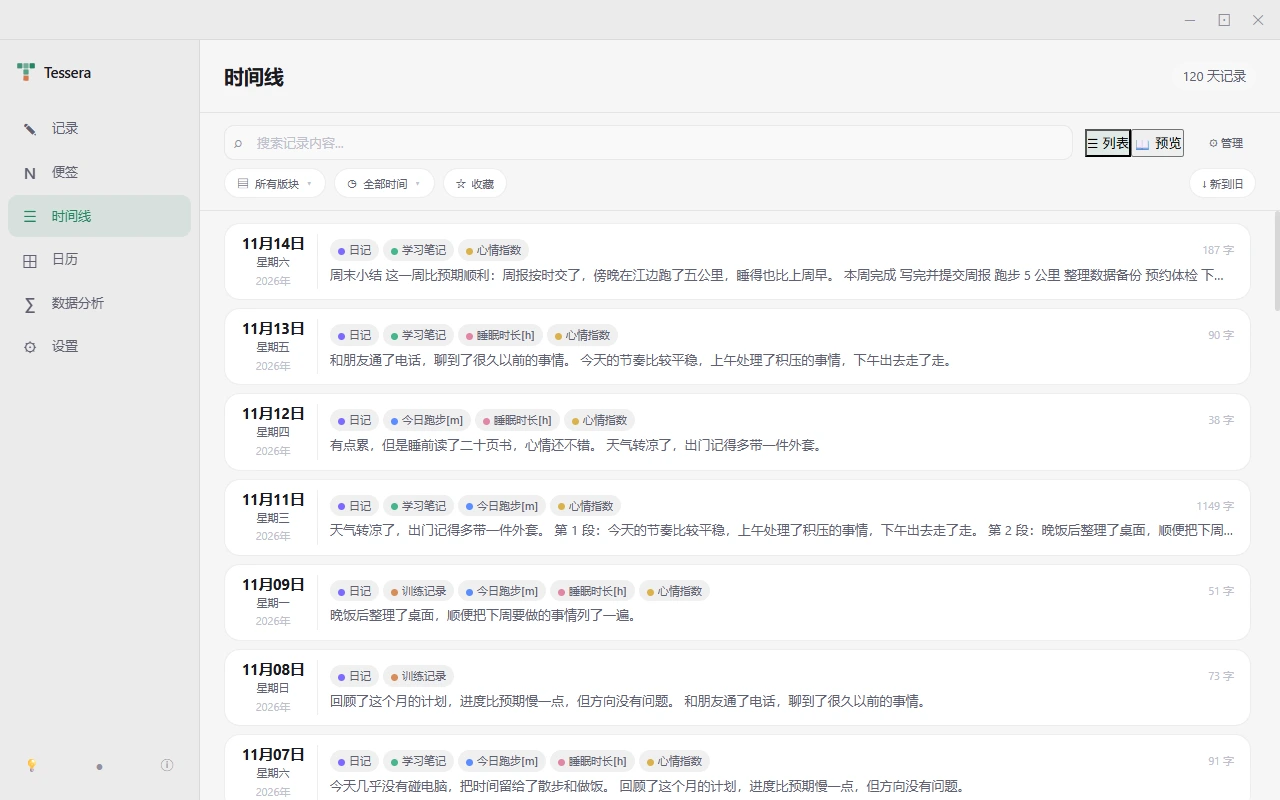 Tessera
记录
N 便签
时间线
日历
∑ 数据分析
设置
时间线
120 天记录
搜索记录内容...
☰ 列表 预览
管理
所有版块
全部时间
☆ 收藏
↓ 新到旧
11月14日
星期六
2026年
日记 学习笔记 心情指数
187 字
周末小结 这一周比预期顺利：周报按时交了，傍晚在江边跑了五公里，睡得也比上周早。 本周完成 写完并提交周报 跑步 5 公里 整理数据备份 预约体检 下...
11月13日
星期五
2026年
日记 学习笔记 睡眠时长[h] 心情指数
90 字
和朋友通了电话，聊到了很久以前的事情。 今天的节奏比较平稳，上午处理了积压的事情，下午出去走了走。
11月12日
星期四
2026年
日记 今日跑步[m] 睡眠时长[h] 心情指数
38 字
有点累，但是睡前读了二十页书，心情还不错。 天气转凉了，出门记得多带一件外套。
11月11日
星期三
2026年
日记 学习笔记 今日跑步[m] 心情指数
1149 字
天气转凉了，出门记得多带一件外套。 第 1 段：今天的节奏比较平稳，上午处理了积压的事情，下午出去走了走。 第 2 段：晚饭后整理了桌面，顺便把下周...
11月09日
星期一
2026年
日记 训练记录 今日跑步[m] 睡眠时长[h] 心情指数
51 字
晚饭后整理了桌面，顺便把下周要做的事情列了一遍。
11月08日
星期日
2026年
日记 训练记录
73 字
回顾了这个月的计划，进度比预期慢一点，但方向没有问题。 和朋友通了电话，聊到了很久以前的事情。
11月07日
星期六
2026年
日记 学习笔记 今日跑步[m] 睡眠时长[h] 心情指数
91 字
今天几乎没有碰电脑，把时间留给了散步和做饭。 回顾了这个月的计划，进度比预期慢一点，但方向没有问题。